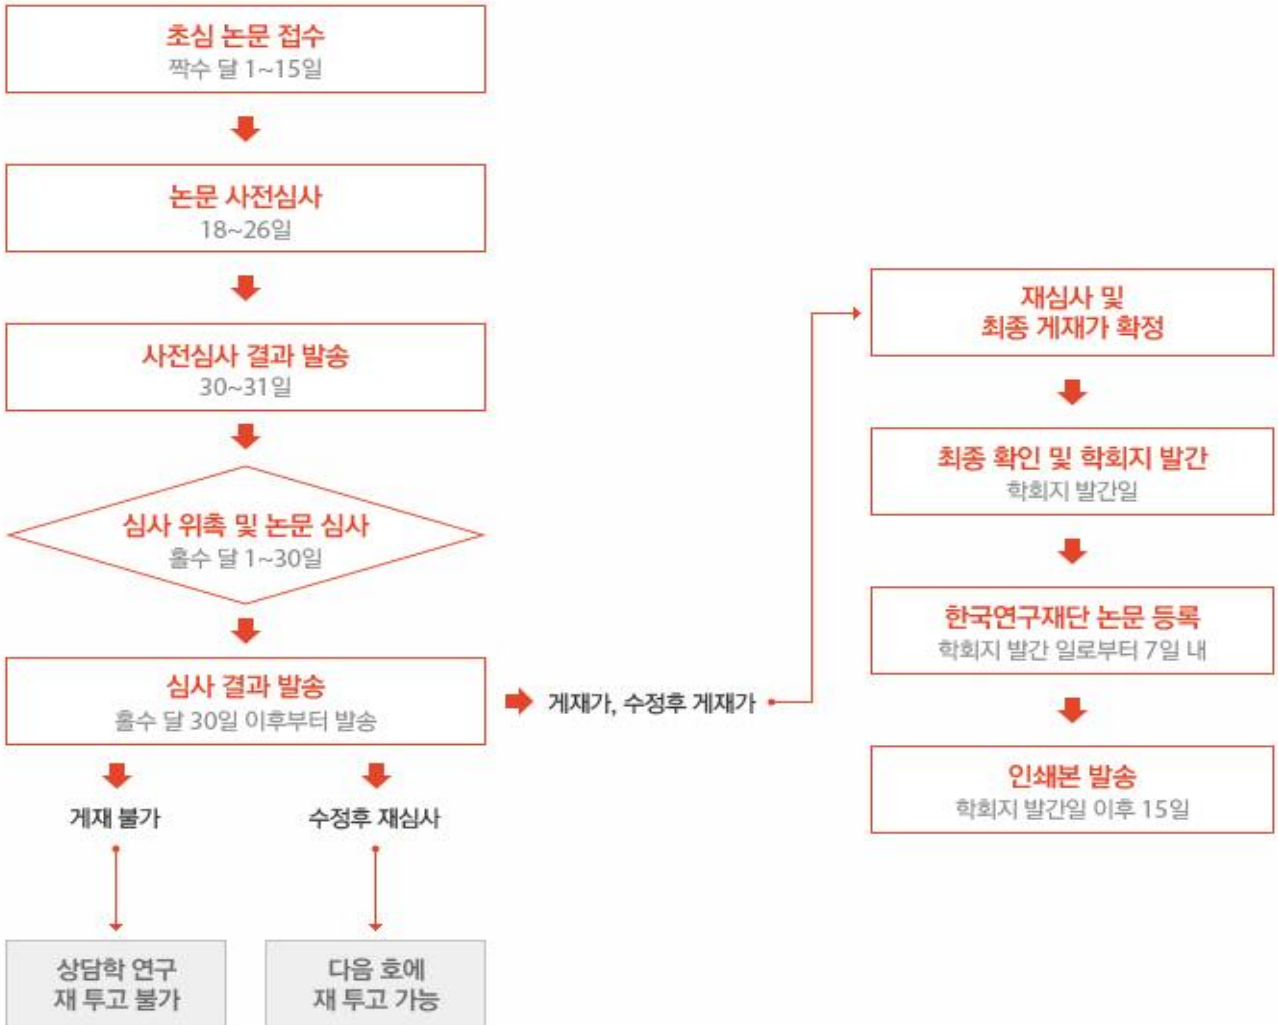 초심 논문 접수
짝수 달 1~15일
논문 사전심사
18~26일
사전심사 결과 발송
30~31일
심사 위촉 및 논문 심사
홀수 달 1~30일
심사 결과 발송
홀수 달 30일 이후부터 발송
게재 불가
수정후 재심사
상담학 연구
재 투고 불가
다음 호에
재 투고 가능
게재가, 수정후 게재가
재심사 및
최종 게재가 확정
최종 확인 및 학회지 발간
학회지 발간일
한국연구재단 논문 등록
학회지 발간 일로부터 7일 내
인쇄본 발송
학회지 발간일 이후 15일